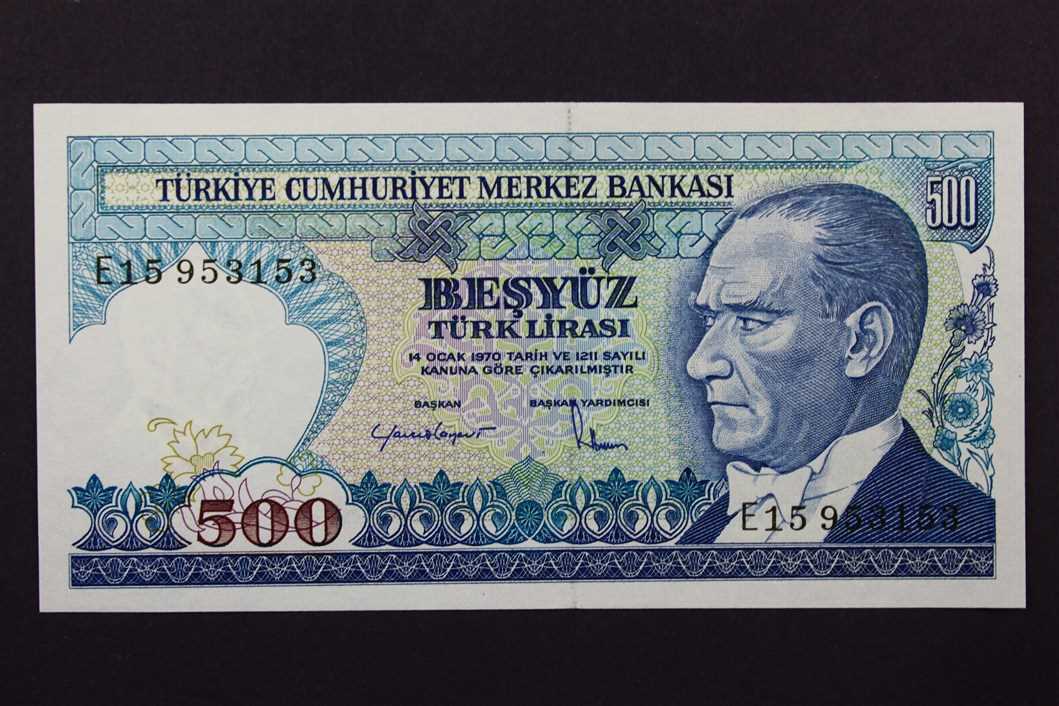 TÜRKİYE CUMHURİYET MERKEZ BANKASI
500
E15 953153
BEŞYÜZ
TÜRK LİRASI
14 OCAK 1970 TARİH VE 1211 SAYILI
KANUNA GÖRE ÇIKARILMIŞTIR
BAŞKAN
BAŞKAN YARDIMCISI
500
E15 953153